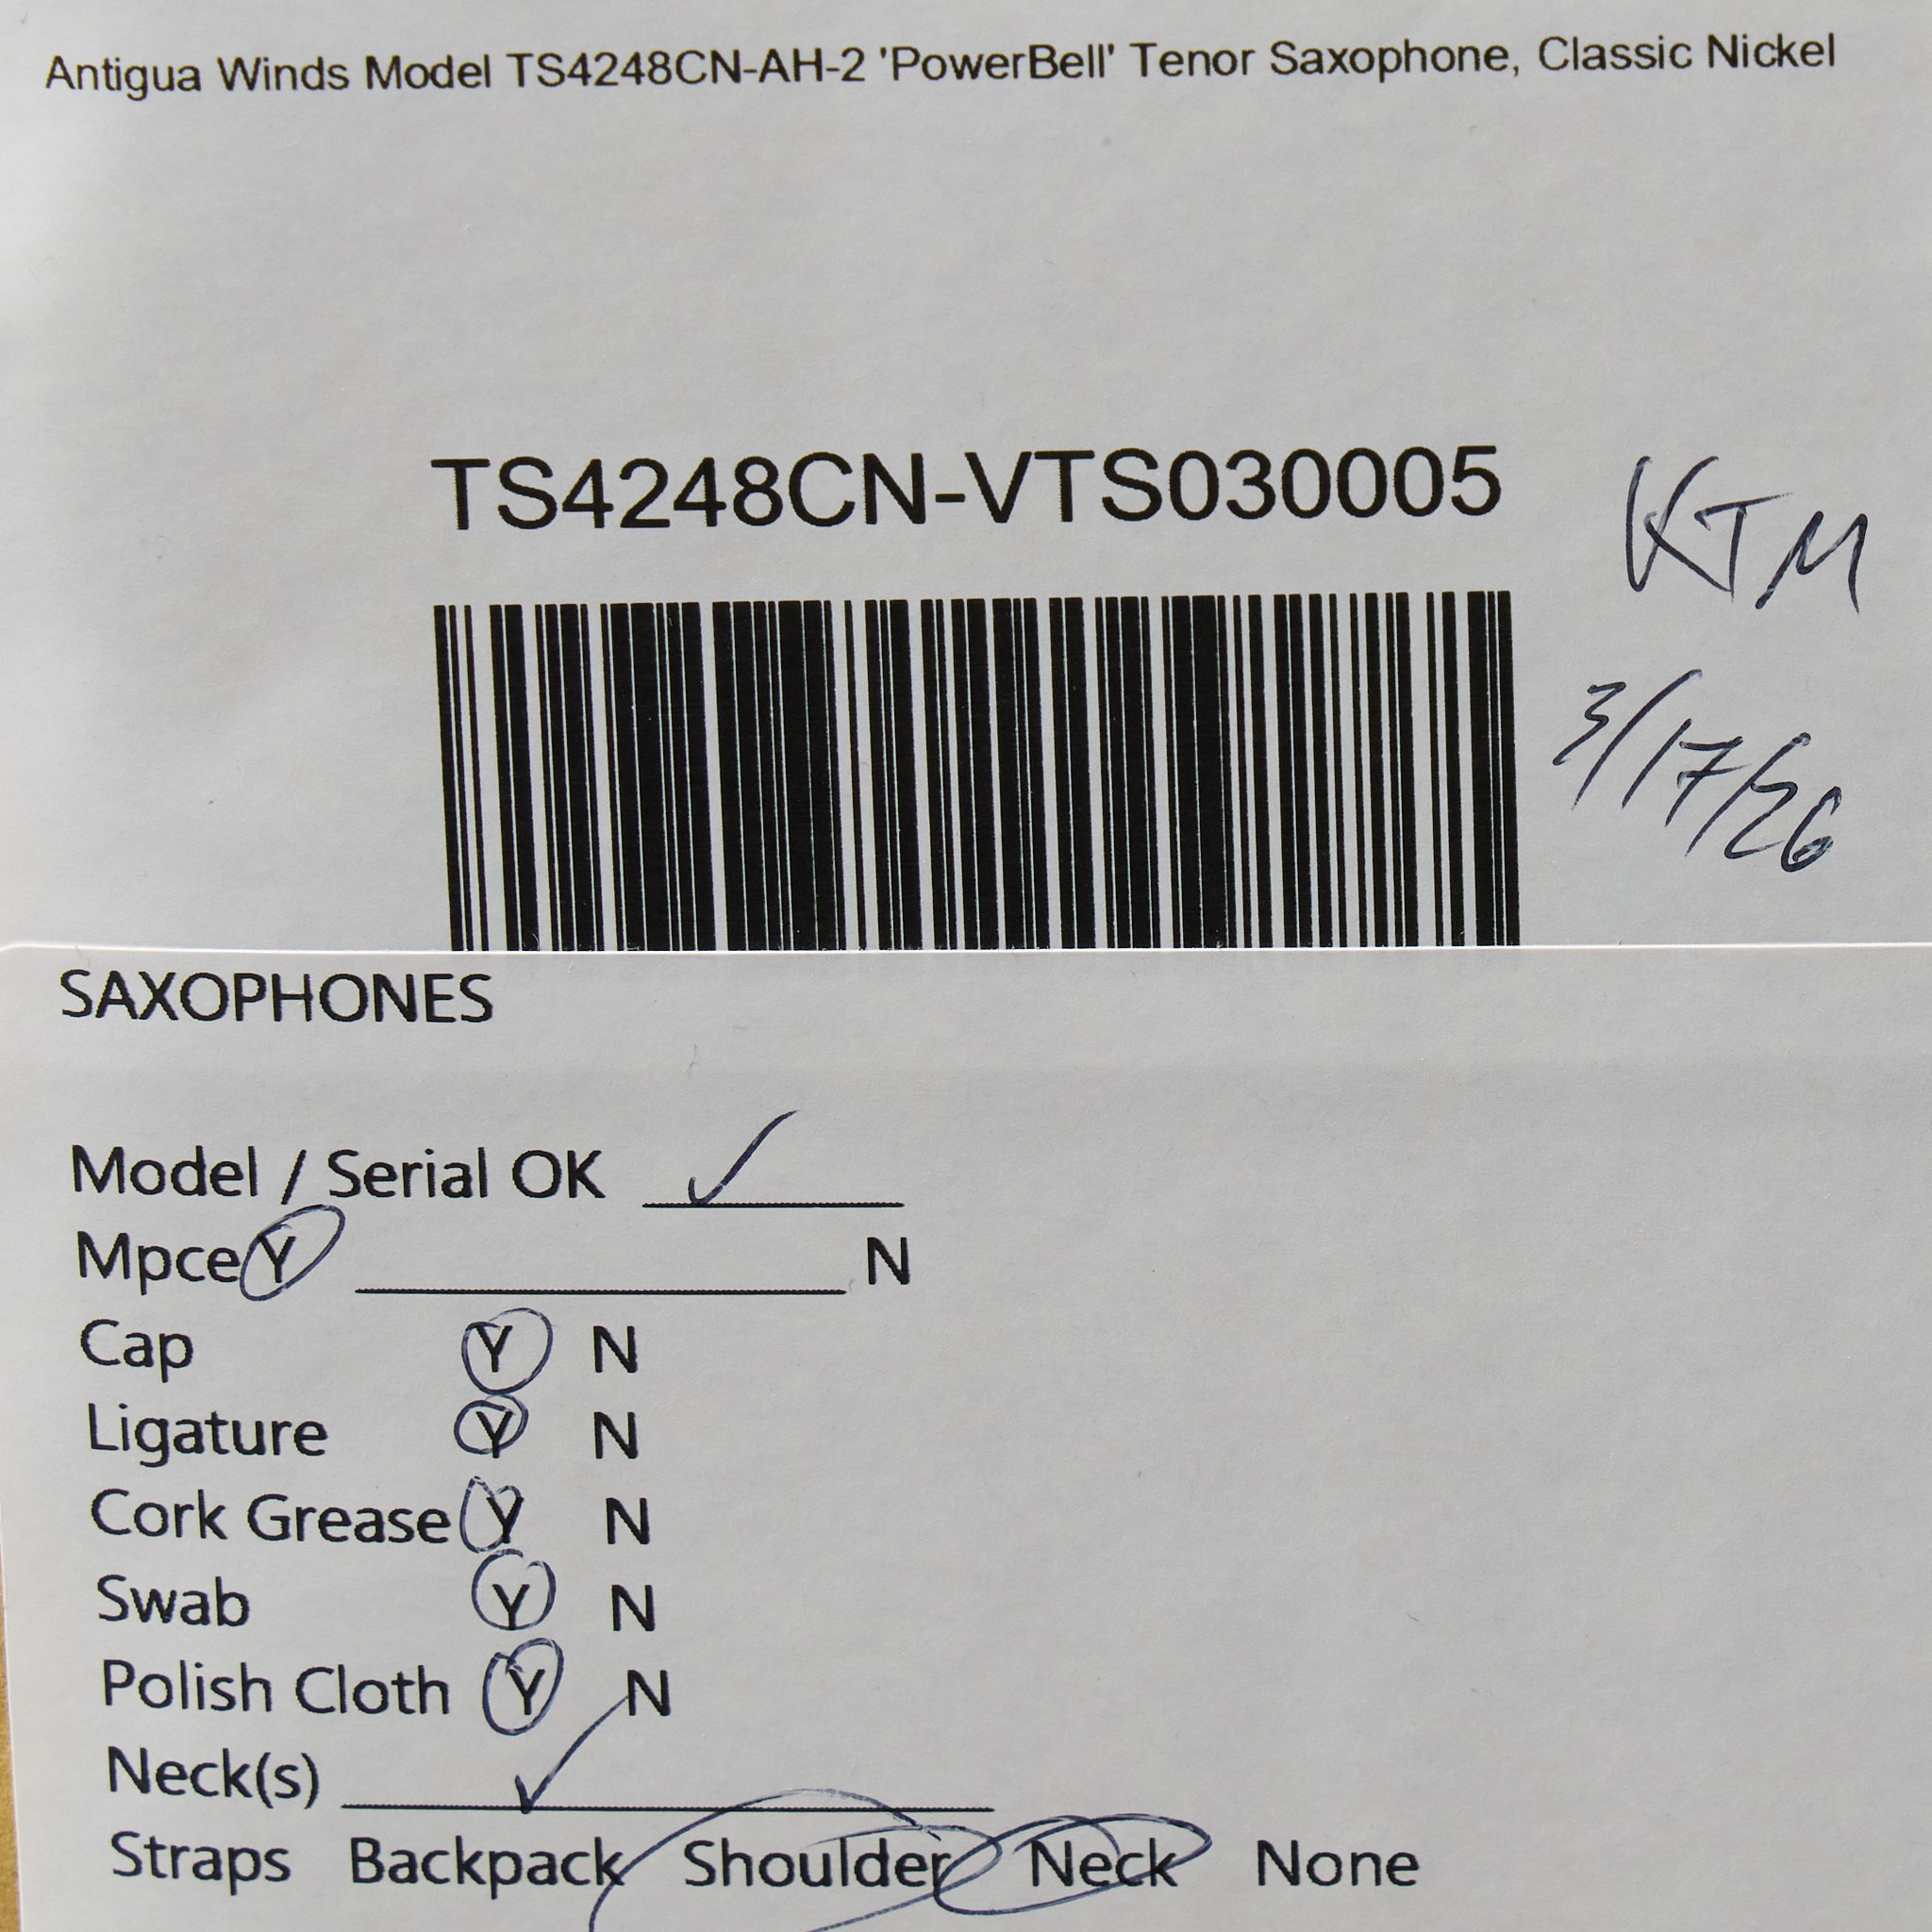 Antigua Winds Model TS4248CN-AH-2 'PowerBell' Tenor Saxophone, Classic Nickel
TS4248CN-VTS030005
KTM
3/17/26
SAXOPHONES
Model / Serial OK ✓
Mpce Y N
Cap Y N
Ligature Y N
Cork Grease Y N
Swab Y N
Polish Cloth Y N
Neck(s) ✓
Straps Backpack Shoulder Neck None